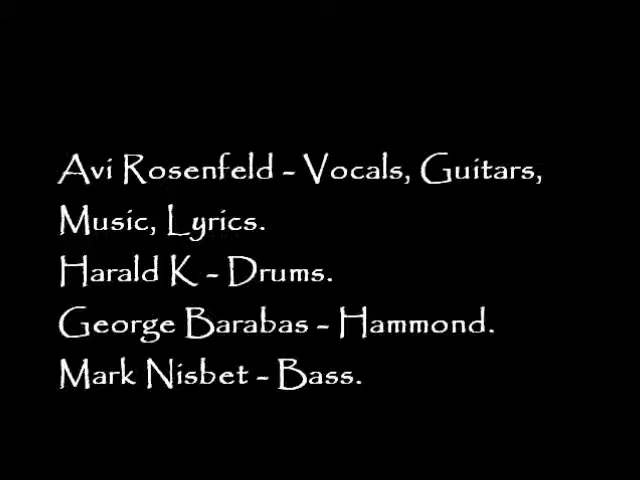 Avi Rosenfeld - Vocals, Guitars,
Music, Lyrics.
Harald K - Drums.
George Barabas - Hammond.
Mark Nisbet - Bass.